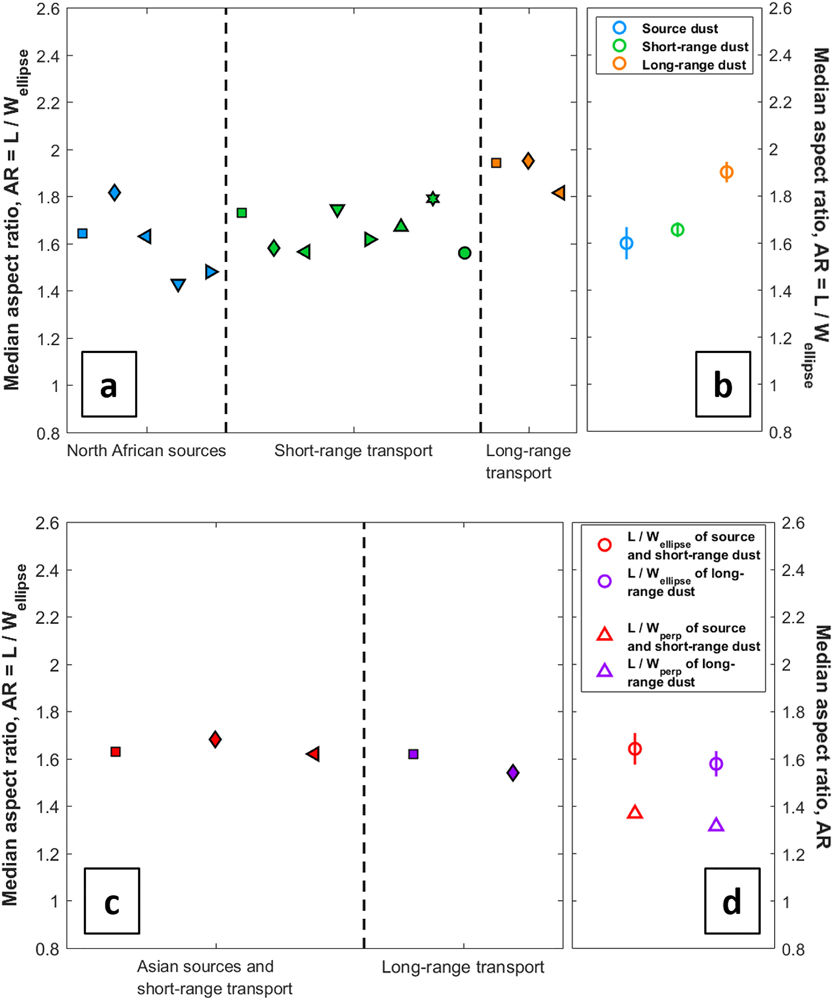 2.6
2.4
2.2
2
1.8
1.6
1.4
1.2
1
0.8
Median aspect ratio, AR = L / Wellipse
a
North African sources
Short-range transport
Long-range
transport
Source dust
Short-range dust
Long-range dust
b
2.6
2.4
2.2
2
1.8
1.6
1.4
1.2
1
0.8
Median aspect ratio, AR = L / Wellipse
2.6
2.4
2.2
2
1.8
1.6
1.4
1.2
1
0.8
Median aspect ratio, AR = L / Wellipse
c
Asian sources and
short-range transport
Long-range transport
L / Wellipse of source
and short-range dust
L / Wellipse of long-
range dust
L / Wperp of source
and short-range dust
L / Wperp of long-
range dust
d
2.6
2.4
2.2
2
1.8
1.6
1.4
1.2
1
0.8
Median aspect ratio, AR